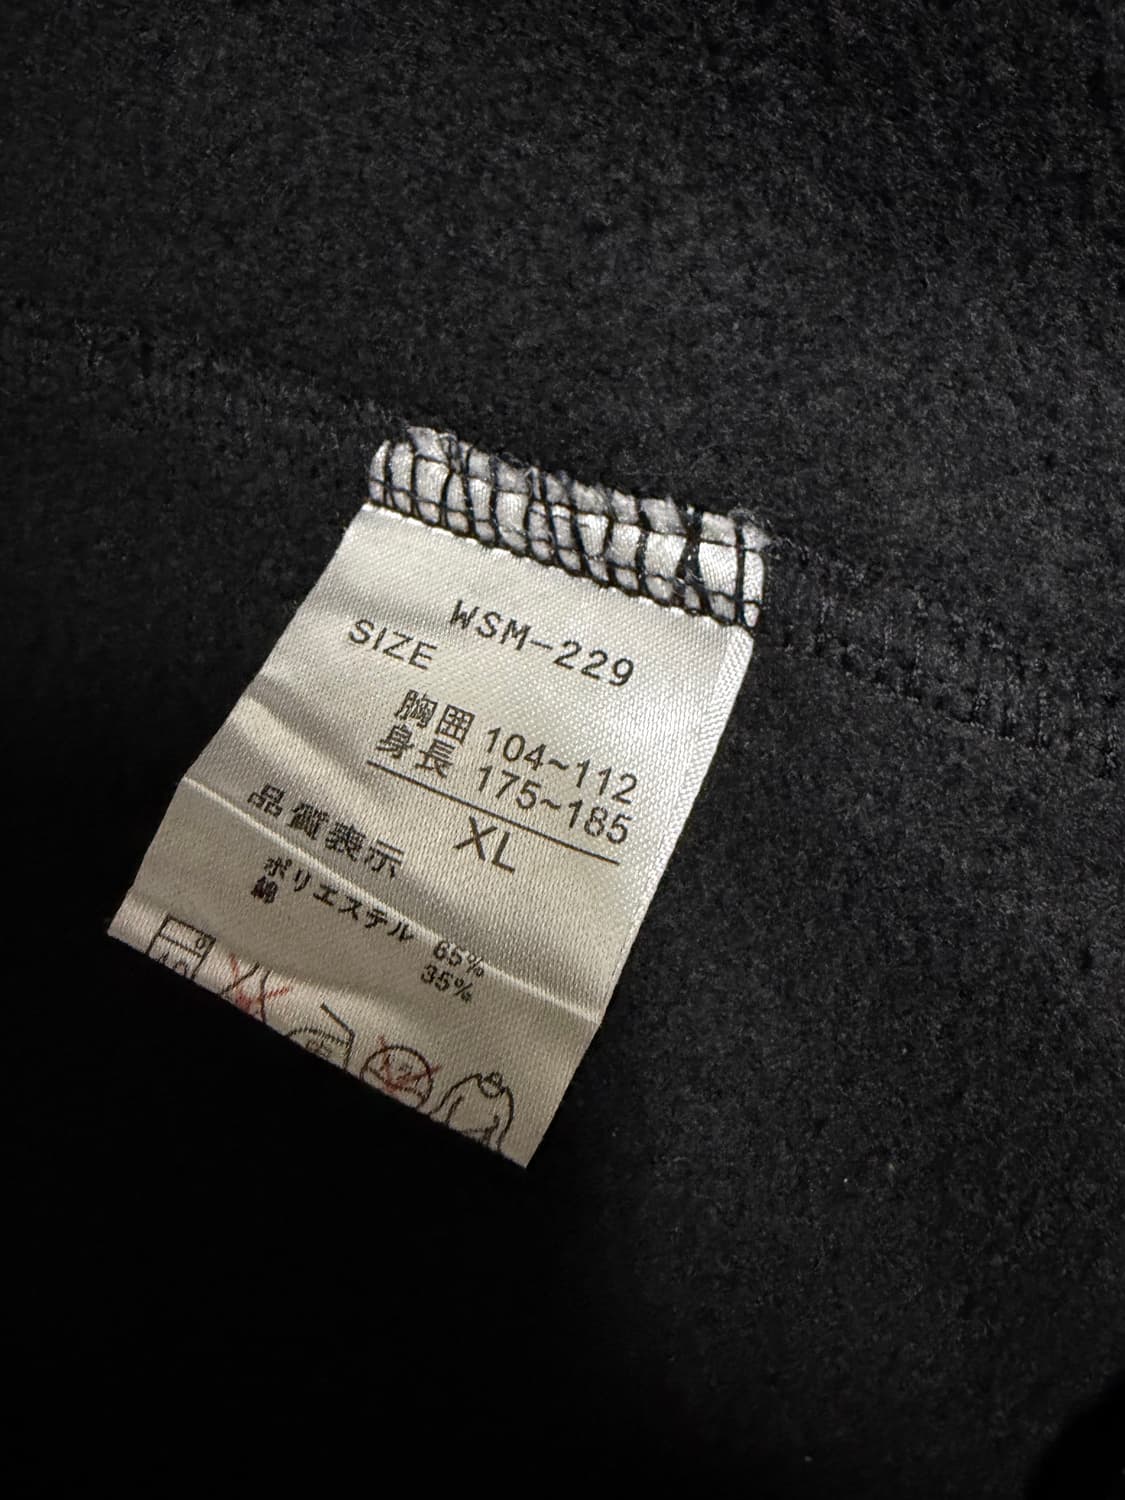 WSM-229
SIZE
胸囲 104~112
身長 175~185
XL
品質表示
ポリエステル 65%
綿 35%